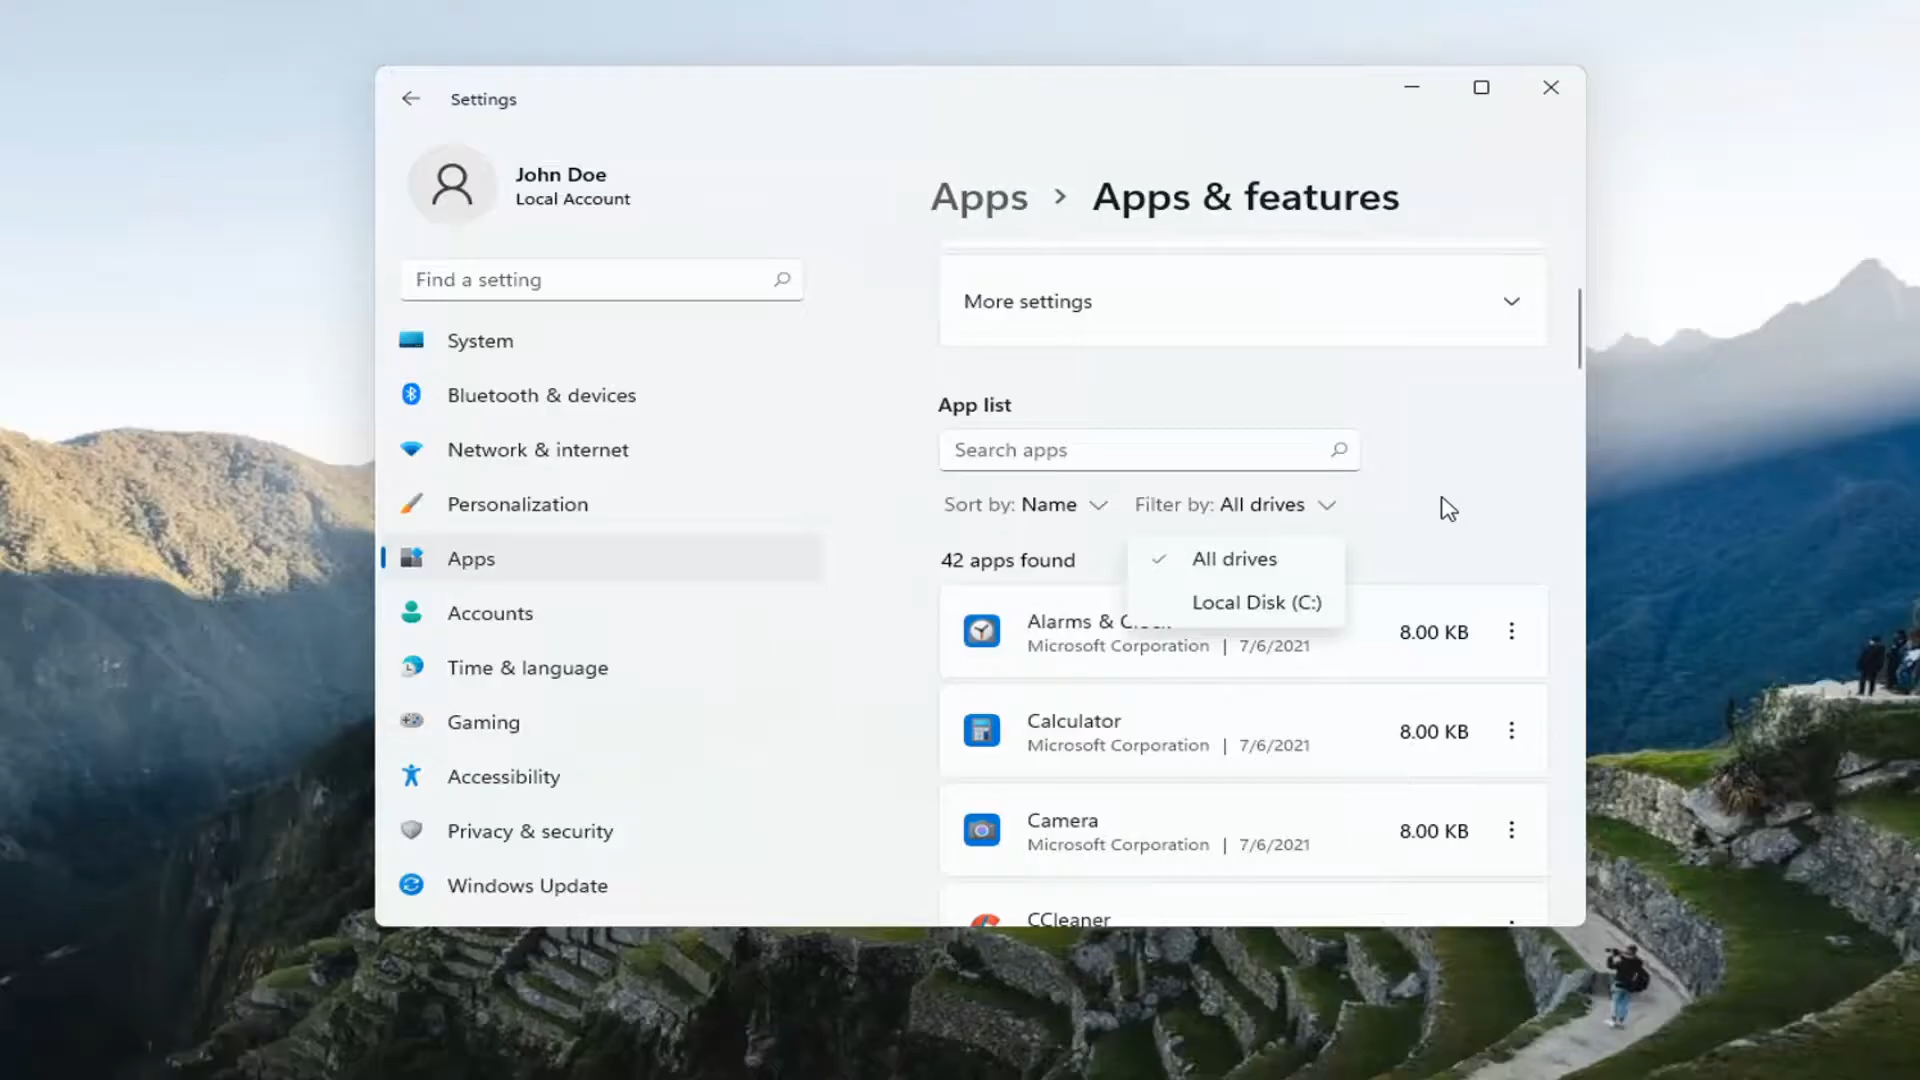 Settings
John Doe
Local Account
Find a setting
System
Bluetooth & devices
Network & internet
Personalization
Apps
Accounts
Time & language
Gaming
Accessibility
Privacy & security
Windows Update
Apps > Apps & features
More settings
App list
Search apps
Sort by: Name Filter by: All drives
42 apps found
All drives
Local Disk (C:)
Alarms &
Microsoft Corporation | 7/6/2021
8.00 KB
Calculator
Microsoft Corporation | 7/6/2021
8.00 KB
Camera
Microsoft Corporation | 7/6/2021
8.00 KB
CCleaner